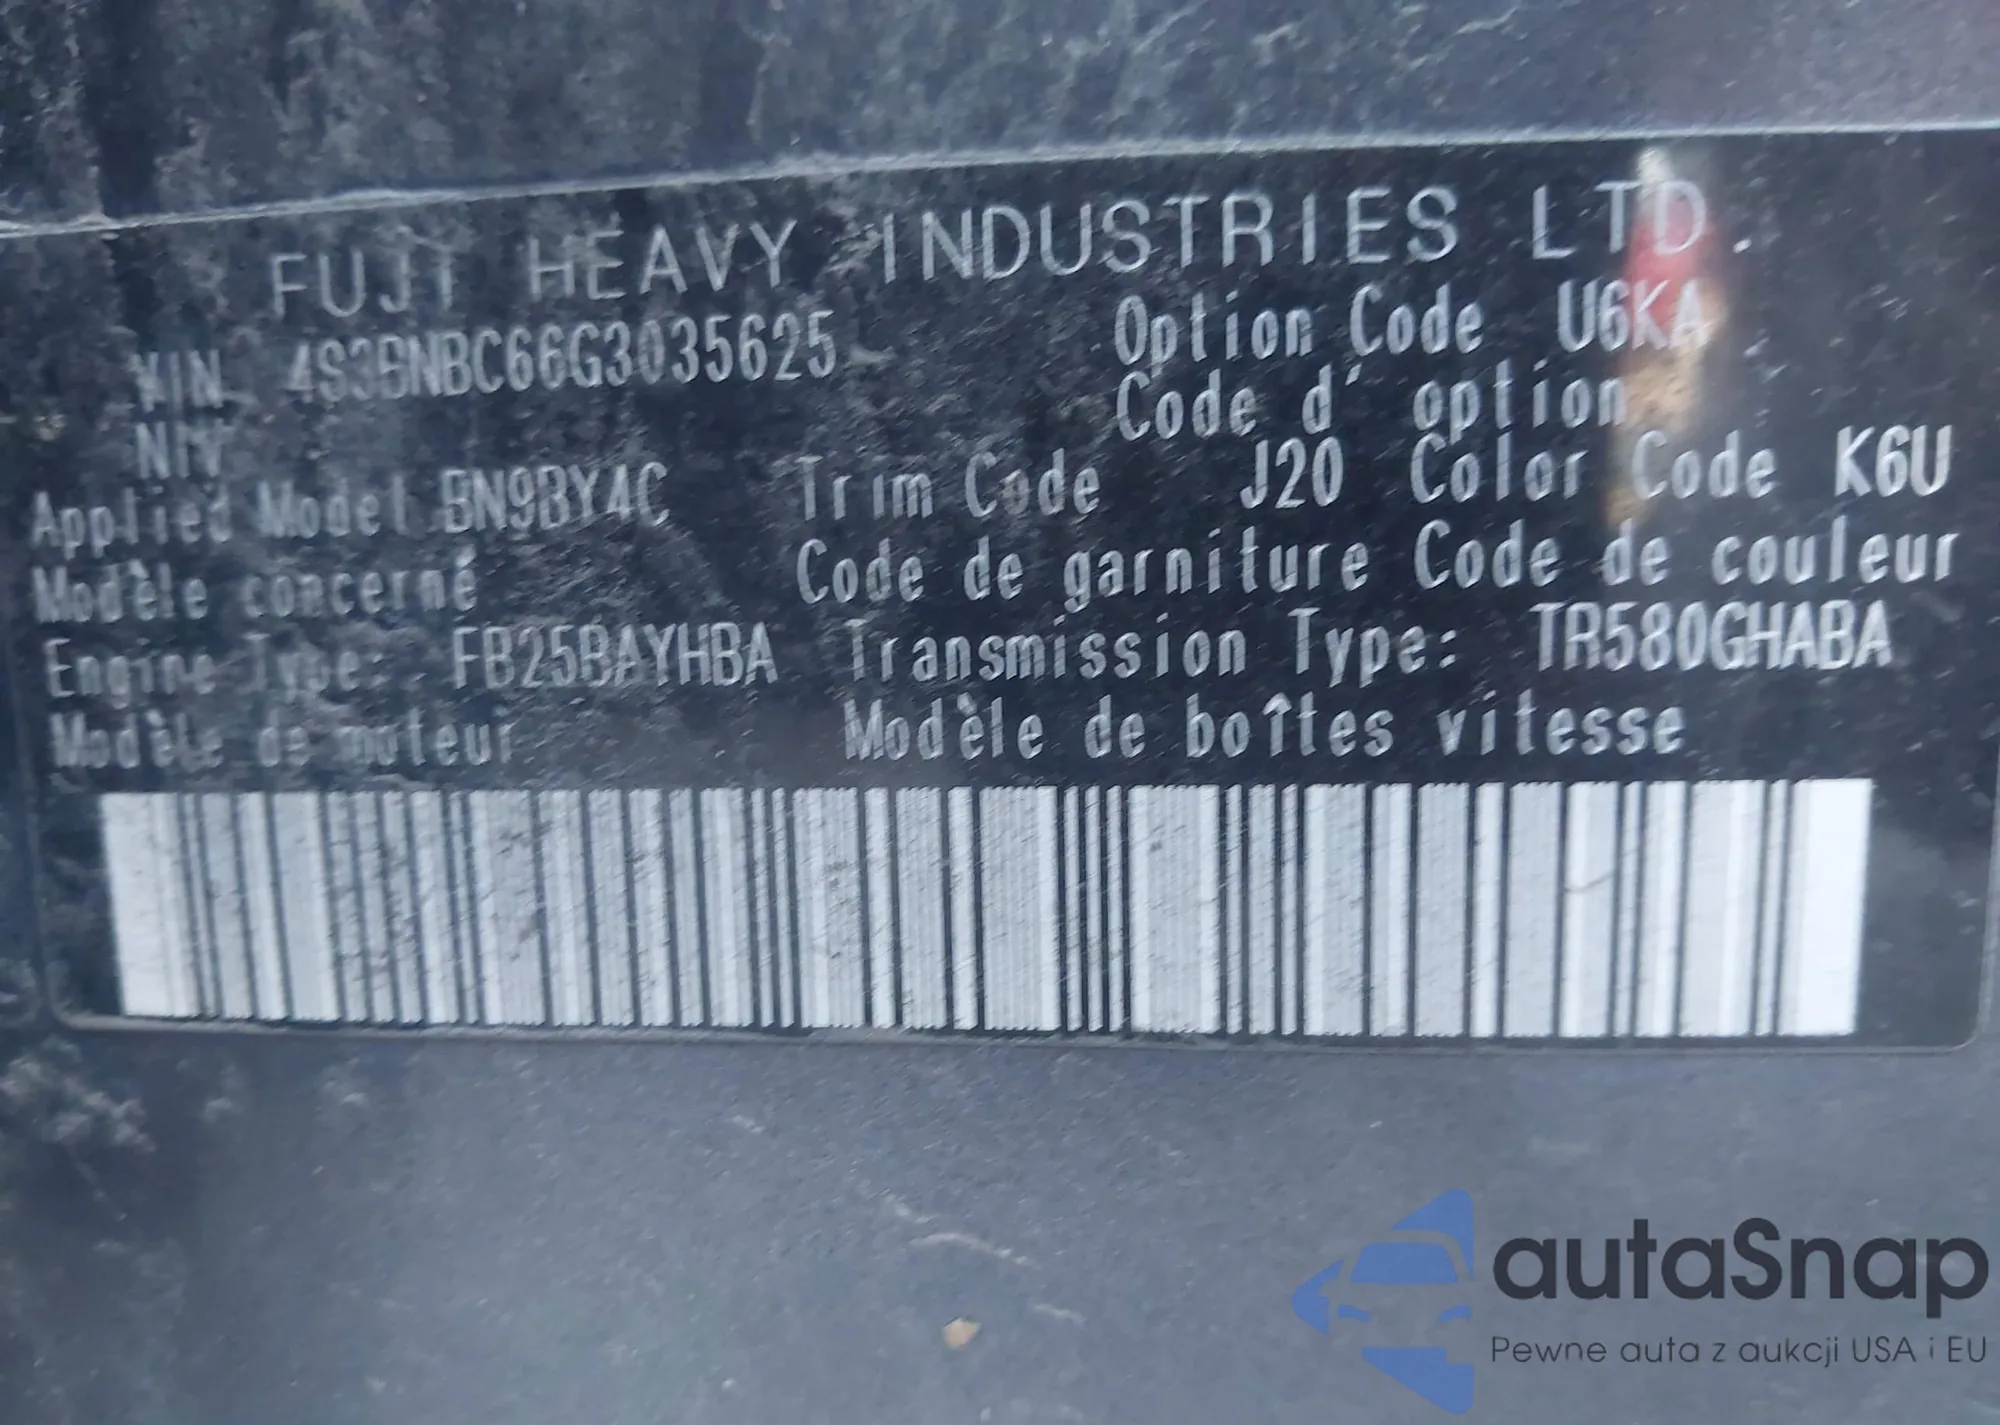 FUJI HEAVY INDUSTRIES LTD.
VIN 4S3BNBC66G3035625 Option Code U6KA
NIV Code d' option
Applied Model BN9BY4C Trim Code J20 Color Code K6U
Modèle concerné Code de garniture Code de couleur
Engine Type: FB25BAYHBA Transmission Type: TR580GHABA
Modèle de moteur Modèle de boîtes vitesse
autaSnap
Pewne auta z aukcji USA i EU